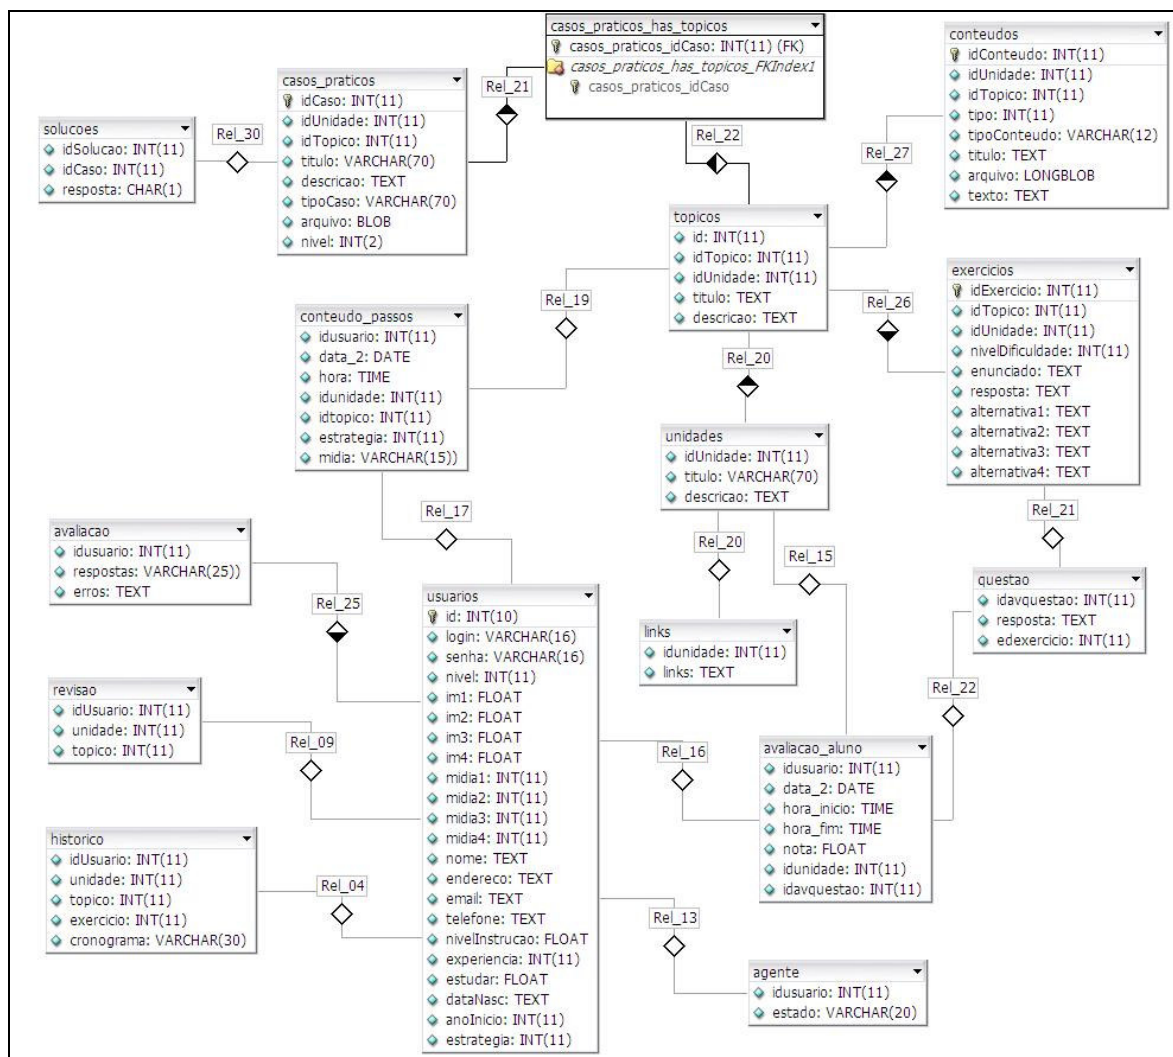 casos_praticos_has_topicos
casos_praticos_idCaso: INT(11) (FK)
casos_praticos_has_topicos_FKIndex1
casos_praticos_idCaso
conteudos
idConteudo: INT(11)
idUnidade: INT(11)
idTopico: INT(11)
tipo: INT(11)
tipoConteudo: VARCHAR(12)
titulo: TEXT
arquivo: LONGBLOB
texto: TEXT
casos_praticos
idCaso: INT(11)
idUnidade: INT(11)
idTopico: INT(11)
titulo: VARCHAR(70)
descricao: TEXT
tipoCaso: VARCHAR(70)
arquivo: BLOB
nivel: INT(2)
Rel_21
Rel_22
Rel_27
solucoes
idSolucao: INT(11)
idCaso: INT(11)
resposta: CHAR(1)
Rel_30
topicos
id: INT(11)
idTopico: INT(11)
idUnidade: INT(11)
titulo: TEXT
descricao: TEXT
Rel_19
Rel_26
exercicios
idExercicio: INT(11)
idTopico: INT(11)
idUnidade: INT(11)
nivelDificuldade: INT(11)
enunciado: TEXT
resposta: TEXT
alternativa1: TEXT
alternativa2: TEXT
alternativa3: TEXT
alternativa4: TEXT
conteudo_passos
idusuario: INT(11)
data_2: DATE
hora: TIME
idunidade: INT(11)
idtopico: INT(11)
estrategia: INT(11)
midia: VARCHAR(15))
Rel_20
unidades
idUnidade: INT(11)
titulo: VARCHAR(70)
descricao: TEXT
Rel_17
Rel_20
Rel_15
Rel_21
avaliacao
idusuario: INT(11)
respostas: VARCHAR(25))
erros: TEXT
Rel_25
questao
idavquestao: INT(11)
resposta: TEXT
edexercicio: INT(11)
usuarios
id: INT(10)
login: VARCHAR(16)
senha: VARCHAR(16)
nivel: INT(11)
im1: FLOAT
im2: FLOAT
im3: FLOAT
im4: FLOAT
midia1: INT(11)
midia2: INT(11)
midia3: INT(11)
midia4: INT(11)
nome: TEXT
endereco: TEXT
email: TEXT
telefone: TEXT
nivelInstrucao: FLOAT
experiencia: INT(11)
estudar: FLOAT
dataNasc: TEXT
anoInicio: INT(11)
estrategia: INT(11)
links
idunidade: INT(11)
links: TEXT
Rel_22
revisao
idUsuario: INT(11)
unidade: INT(11)
topico: INT(11)
Rel_09
Rel_16
avaliacao_aluno
idusuario: INT(11)
data_2: DATE
hora_inicio: TIME
hora_fim: TIME
nota: FLOAT
idunidade: INT(11)
idavquestao: INT(11)
historico
idUsuario: INT(11)
unidade: INT(11)
topico: INT(11)
exercicio: INT(11)
cronograma: VARCHAR(30)
Rel_04
Rel_13
agente
idusuario: INT(11)
estado: VARCHAR(20)